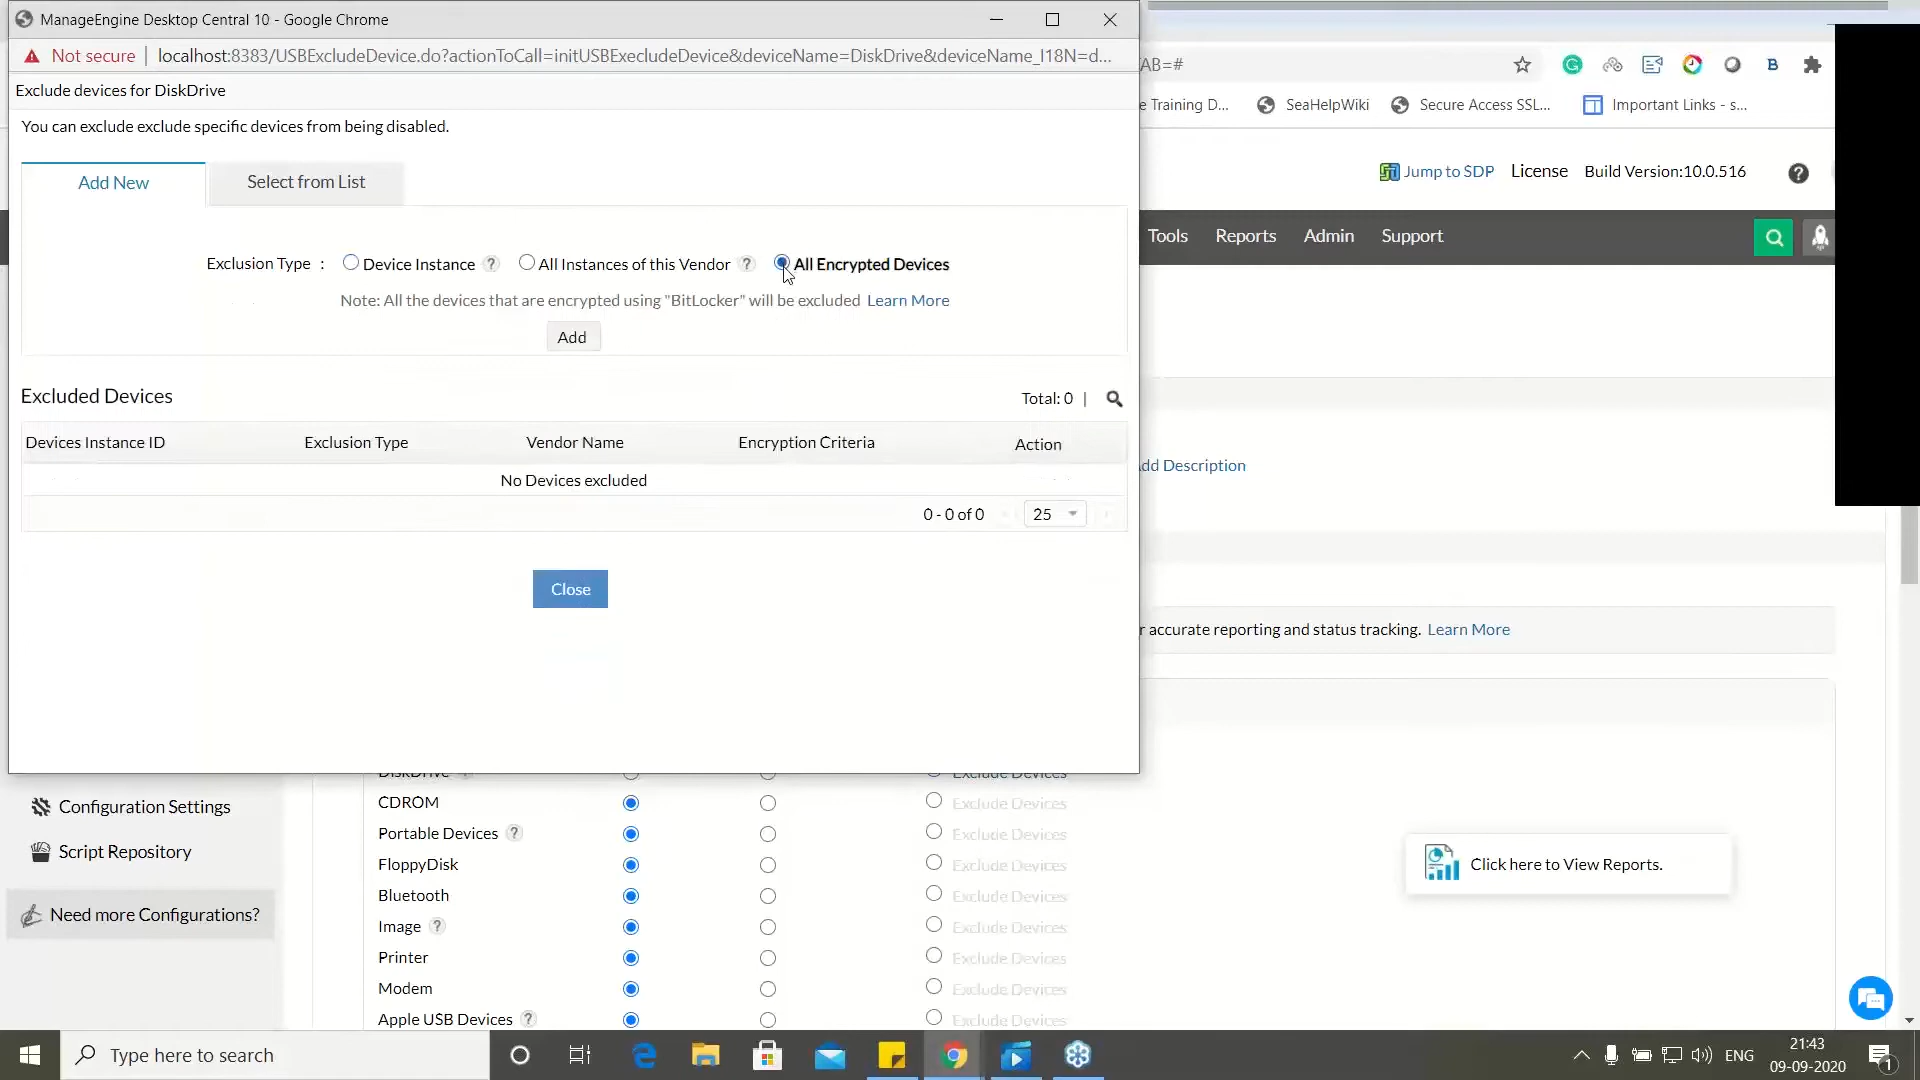 ManageEngine Desktop Central 10 - Google Chrome
Not secure | localhost:8383/USBExcludeDevice.do?actionToCall=initUSBExecludeDevice&deviceName=DiskDrive&deviceName_I18N=d...
AB=#
Exclude devices for DiskDrive
e Training D... SeaHelpWiki Secure Access SSL... Important Links - s...
You can exclude exclude specific devices from being disabled.
Jump to SDP License Build Version:10.0.516 ?
Add New Select from List
Tools Reports Admin Support
Exclusion Type : Device Instance ? All Instances of this Vendor ? All Encrypted Devices
Note: All the devices that are encrypted using "BitLocker" will be excluded Learn More
Add
Excluded Devices Total: 0 |
Devices Instance ID Exclusion Type Vendor Name Encryption Criteria Action
dd Description
No Devices excluded
0 - 0 of 0 25
Close
r accurate reporting and status tracking. Learn More
DiskDrive Exclude Devices
Configuration Settings
CDROM Exclude Devices
Portable Devices ? Exclude Devices
Script Repository
FloppyDisk Exclude Devices
Click here to View Reports.
Bluetooth Exclude Devices
Need more Configurations?
Image ? Exclude Devices
Printer Exclude Devices
Modem Exclude Devices
Apple USB Devices ? Exclude Devices
Type here to search
ENG
21:43
09-09-2020
1